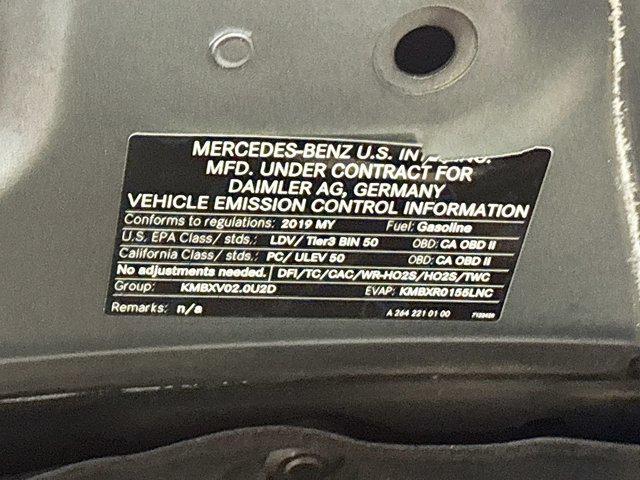 MERCEDES-BENZ U.S. INT
MFD. UNDER CONTRACT FOR
DAIMLER AG, GERMANY
VEHICLE EMISSION CONTROL INFORMATION
Conforms to regulations: 2019 MY Fuel: Gasoline
U.S. EPA Class/ stds.: LDV/ Tier3 BIN 50 OBD: CA OBD II
California Class/ stds.: PC/ ULEV 50 OBD: CA OBD II
No adjustments needed. DFI/TC/CAC/WR-HO2S/HO2S/TWC
Group: KMBXV02.0U2D EVAP: KMBXR0155LNC
Remarks: n/a A 264 221 01 00